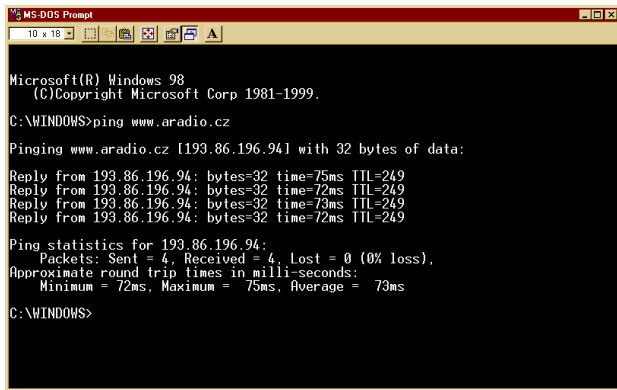 MS-DOS Prompt
10 x 18
A
Microsoft(R) Windows 98
(C)Copyright Microsoft Corp 1981-1999.
C:\WINDOWS>ping www.aradio.cz
Pinging www.aradio.cz [193.86.196.94] with 32 bytes of data:
Reply from 193.86.196.94: bytes=32 time=75ms TTL=249
Reply from 193.86.196.94: bytes=32 time=72ms TTL=249
Reply from 193.86.196.94: bytes=32 time=73ms TTL=249
Reply from 193.86.196.94: bytes=32 time=72ms TTL=249
Ping statistics for 193.86.196.94:
Packets: Sent = 4, Received = 4, Lost = 0 (0% loss),
Approximate round trip times in milli-seconds:
Minimum = 72ms, Maximum =  75ms, Average =  73ms
C:\WINDOWS>